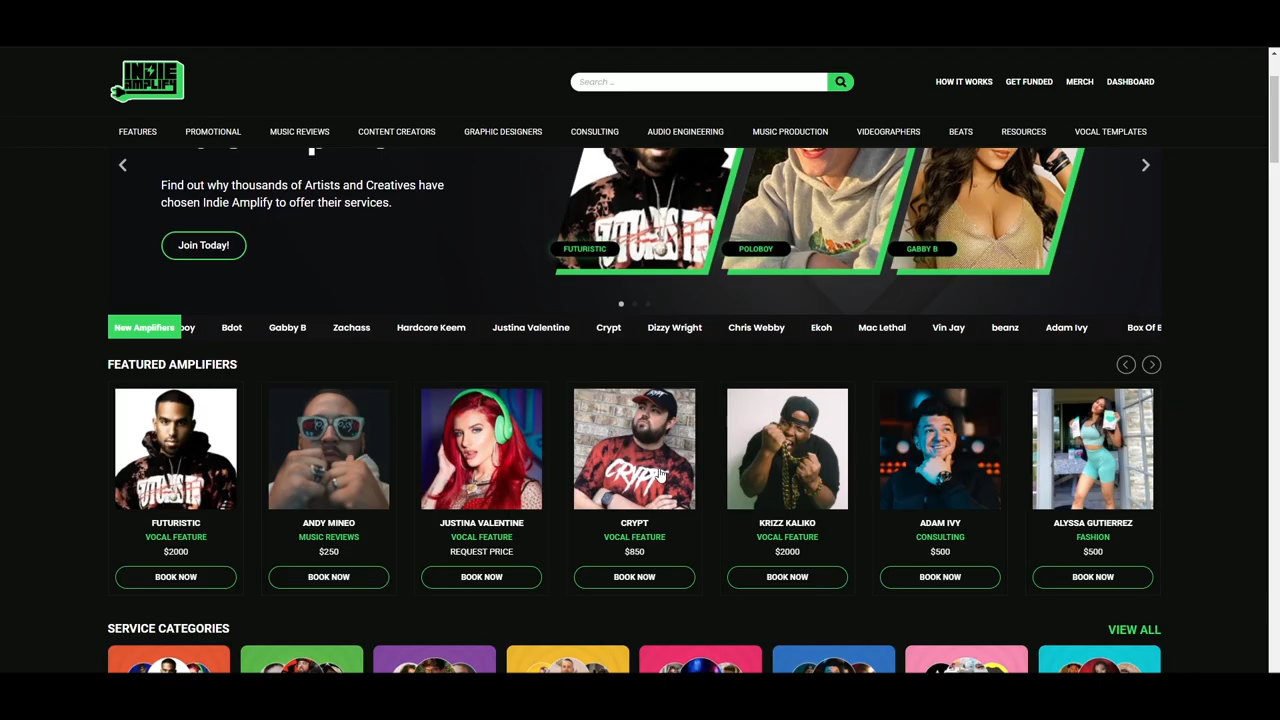 INDIE
AMPLIFY
Search ...
HOW IT WORKS
GET FUNDED
MERCH
DASHBOARD
FEATURES
PROMOTIONAL
MUSIC REVIEWS
CONTENT CREATORS
GRAPHIC DESIGNERS
CONSULTING
AUDIO ENGINEERING
MUSIC PRODUCTION
VIDEOGRAPHERS
BEATS
RESOURCES
VOCAL TEMPLATES
Find out why thousands of Artists and Creatives have
chosen Indie Amplify to offer their services.
Join Today!
FUTURISTIC
POLOBOY
GABBY B
New Amplifiers
boy
Bdot
Gabby B
Zachass
Hardcore Keem
Justina Valentine
Crypt
Dizzy Wright
Chris Webby
Ekoh
Mac Lethal
Vin Jay
beanz
Adam Ivy
Box Of
FEATURED AMPLIFIERS
CRYPT
FUTURISTIC
VOCAL FEATURE
$2000
BOOK NOW
ANDY MINEO
MUSIC REVIEWS
$250
BOOK NOW
JUSTINA VALENTINE
VOCAL FEATURE
REQUEST PRICE
BOOK NOW
CRYPT
VOCAL FEATURE
$850
BOOK NOW
KRIZZ KALIKO
VOCAL FEATURE
$2000
BOOK NOW
ADAM IVY
CONSULTING
$500
BOOK NOW
ALYSSA GUTIERREZ
FASHION
$500
BOOK NOW
SERVICE CATEGORIES
VIEW ALL